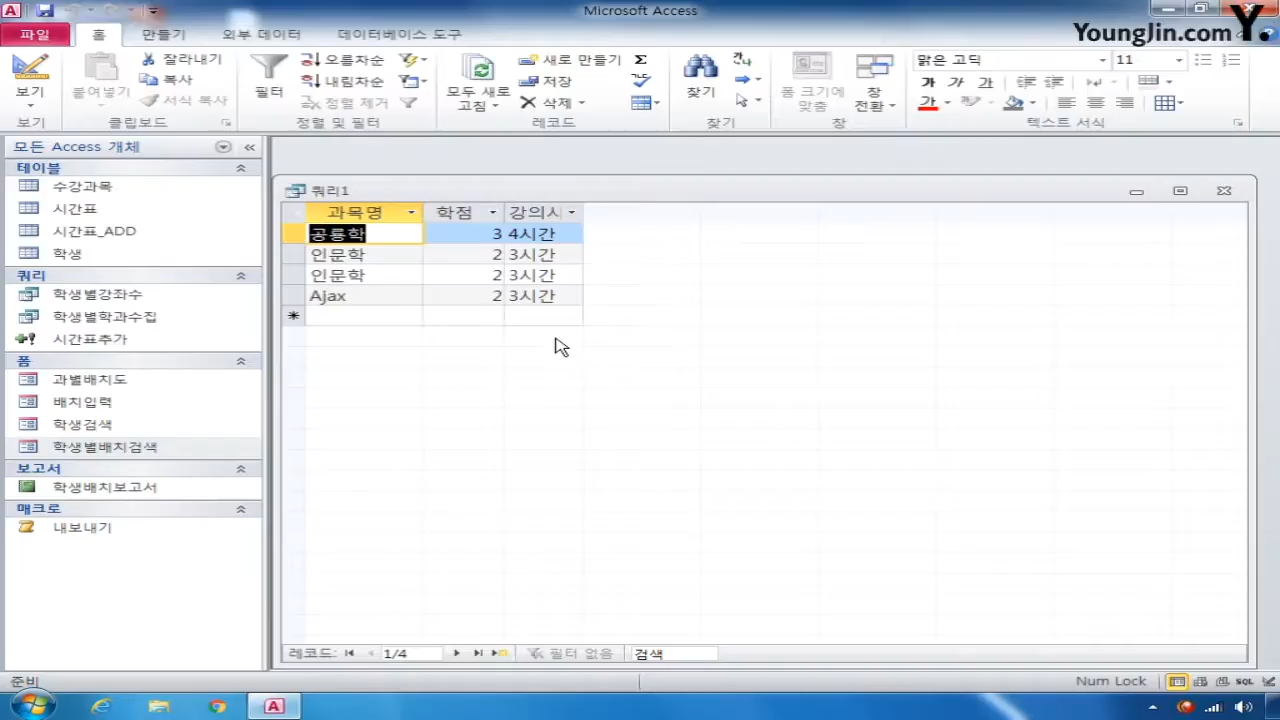 Microsoft Access
YoungJin.com Y.
파일 홈 만들기 외부 데이터 데이터베이스 도구
보기
보기
붙여넣기
잘라내기
복사
서식 복사
클립보드
필터
오름차순
내림차순
정렬 제거
정렬 및 필터
모두 새로 고침
새로 만들기
저장
삭제
레코드
찾기
찾기
폼 크기에 맞춤
창 전환
창
맑은 고딕 11
가 가 가
가
텍스트 서식
모든 Access 개체
테이블
수강과목
시간표
시간표_ADD
학생
쿼리
학생별강좌수
학생별학과수집
시간표추가
폼
과별배치도
배치입력
학생검색
학생별배치검색
보고서
학생배치보고서
매크로
내보내기
쿼리1
과목명 학점 강의시
공룡학 3 4시간
인문학 2 3시간
인문학 2 3시간
Ajax 2 3시간
레코드: 1/4 필터 없음 검색
준비 Num Lock SQL